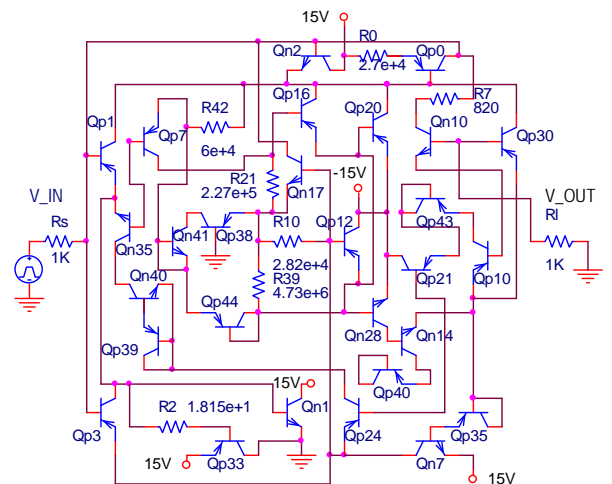 15V
R0
Qn2
2.7e+4
Qp0
Qp16
Qp20
R7
820
Qp1
Qp7
R42
Qn10
Qp30
6e+4
R21
2.27e+5
Qn17
-15V
V_IN
V_OUT
Rs
Qn35
Qn41
Qp38
R10
Qp12
Qp43
Rl
1K
Qn40
2.82e+4
R39
4.73e+6
Qp21
Qp10
1K
Qp44
Qp39
Qn28
Qn14
Qp40
15V
R2
1.815e+1
Qn1
Qp3
Qp24
Qp35
15V
Qp33
Qn7
15V